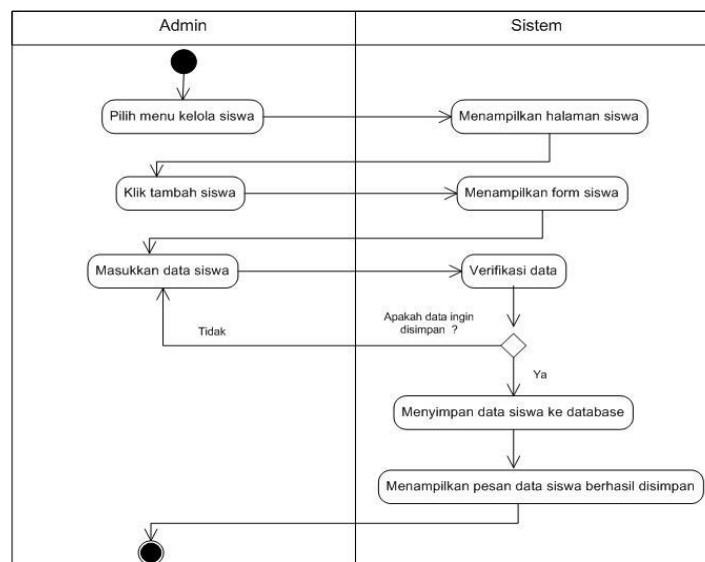 Admin
Sistem
Pilih menu kelola siswa
Menampilkan halaman siswa
Klik tambah siswa
Menampilkan form siswa
Masukkan data siswa
Verifikasi data
Apakah data ingin
disimpan ?
Tidak
Ya
Menyimpan data siswa ke database
Menampilkan pesan data siswa berhasil disimpan